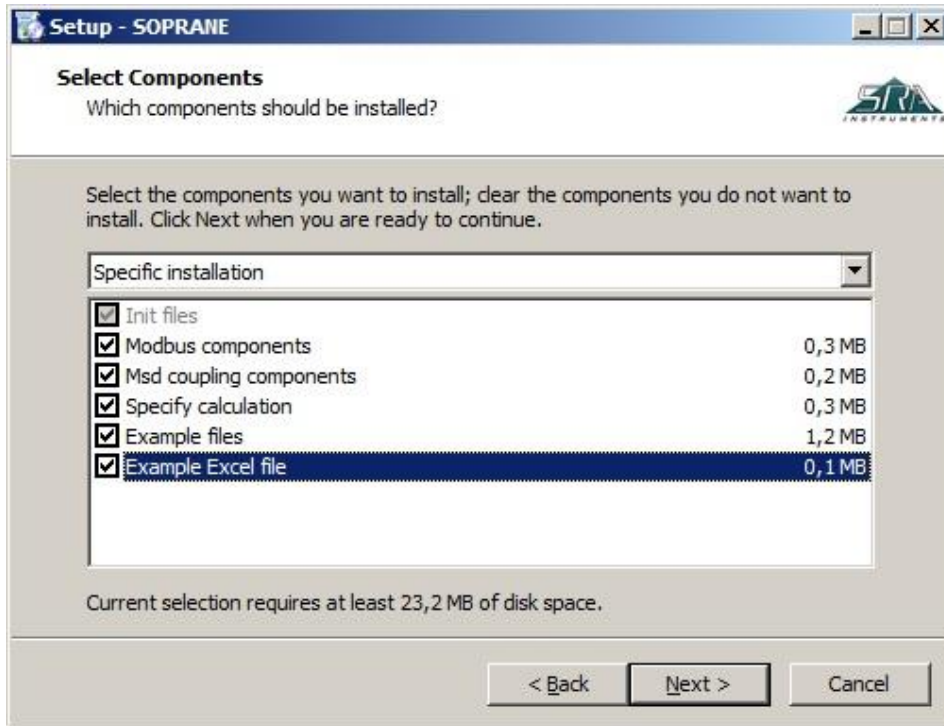 Setup - SOPRANE
Select Components
Which components should be installed?
SRA
INSTRUMENTS
Select the components you want to install; clear the components you do not want to
install. Click Next when you are ready to continue.
Specific installation
Init files
Modbus components 0,3 MB
Msd coupling components 0,2 MB
Specify calculation 0,3 MB
Example files 1,2 MB
Example Excel file 0,1 MB
Current selection requires at least 23,2 MB of disk space.
< Back Next > Cancel